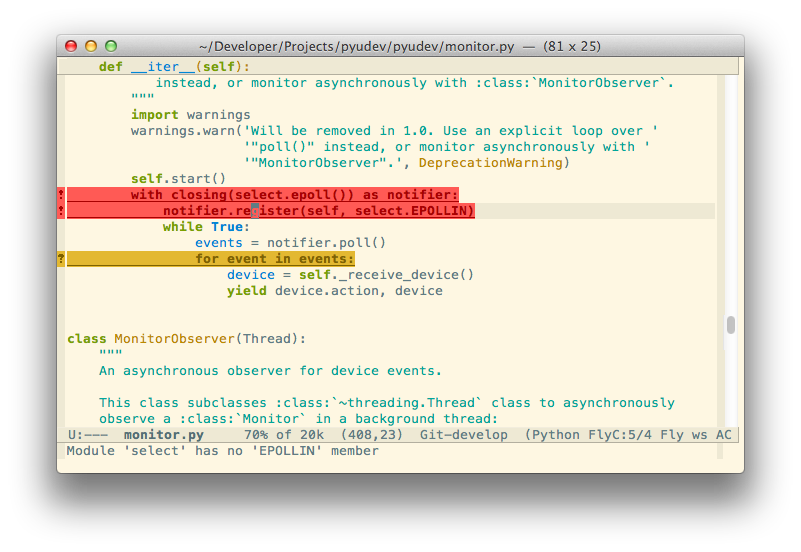 ~/Developer/Projects/pyudev/pyudev/monitor.py — (81 x 25)
def __iter__(self):
instead, or monitor asynchronously with :class:`MonitorObserver`.
"""
import warnings
warnings.warn('Will be removed in 1.0. Use an explicit loop over '
'"poll()" instead, or monitor asynchronously with '
'"MonitorObserver".', DeprecationWarning)
self.start()
! with closing(select.epoll()) as notifier:
! notifier.register(self, select.EPOLLIN)
while True:
events = notifier.poll()
? for event in events:
device = self._receive_device()
yield device.action, device
class MonitorObserver(Thread):
"""
An asynchronous observer for device events.
This class subclasses :class:`~threading.Thread` class to asynchronously
observe a :class:`Monitor` in a background thread:
U:--- monitor.py 70% of 20k (408,23) Git-develop (Python FlyC:5/4 Fly ws AC
Module 'select' has no 'EPOLLIN' member